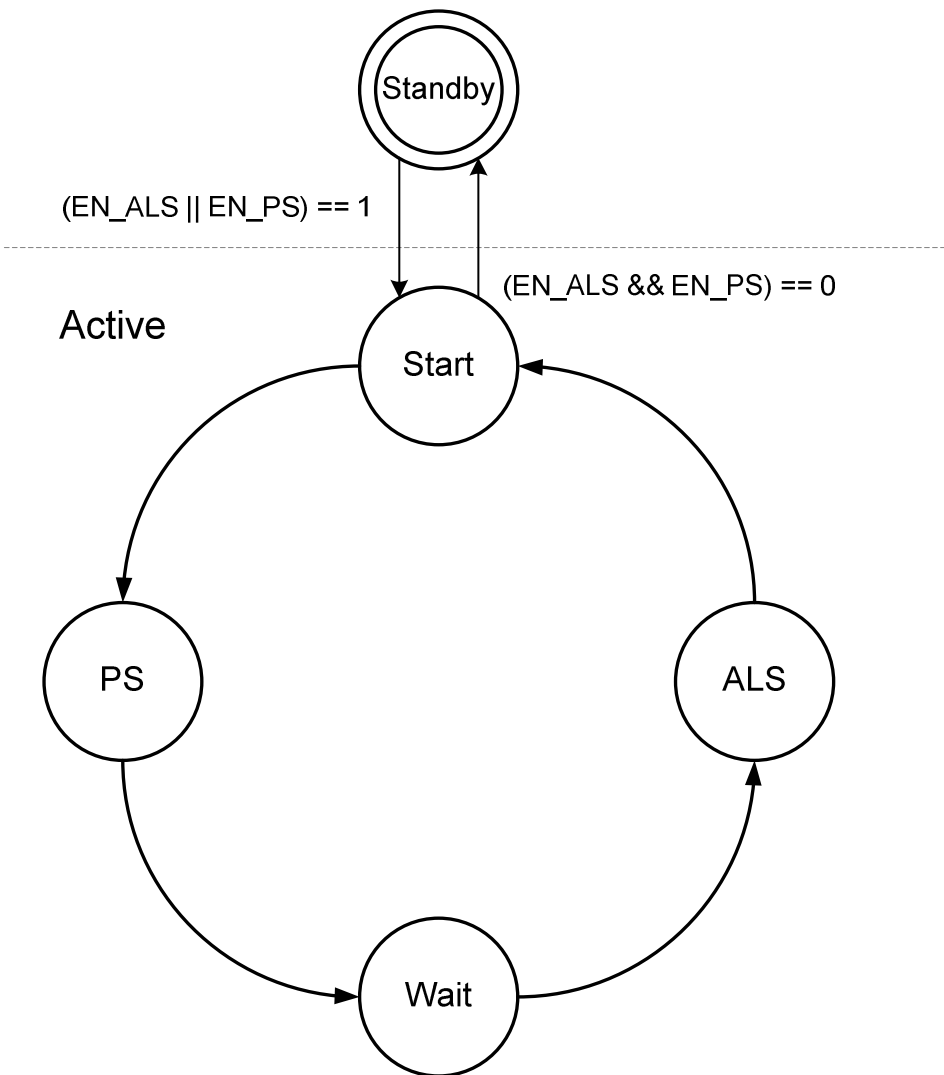 Standby
(EN_ALS || EN_PS) == 1
(EN_ALS && EN_PS) == 0
Active
Start
PS
ALS
Wait